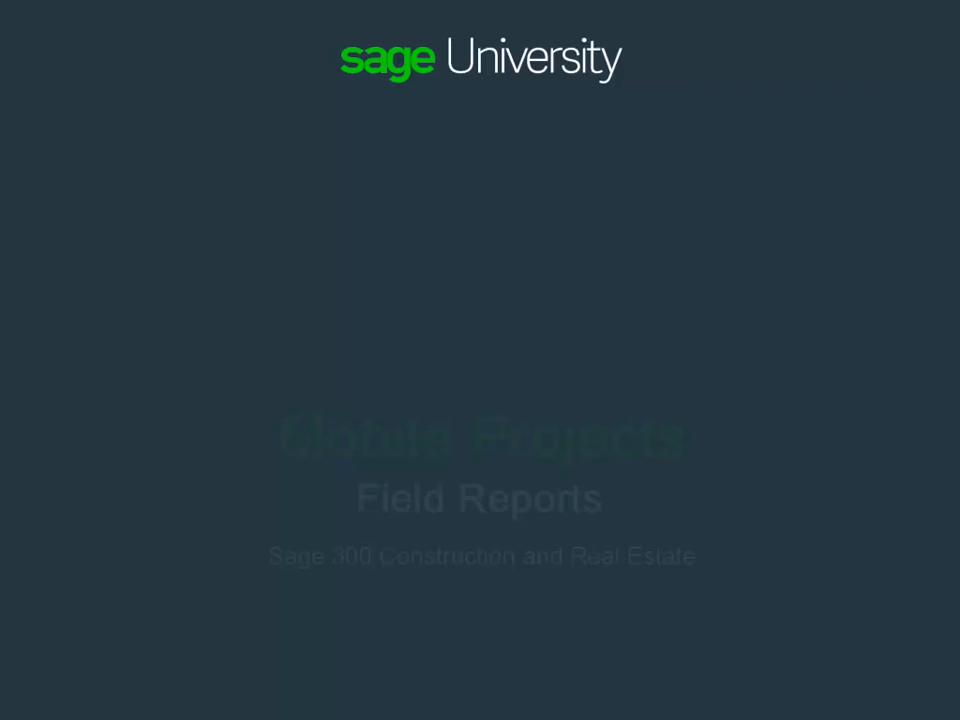 sage University
Mobile Projects
Field Reports
Sage 300 Construction and Real Estate